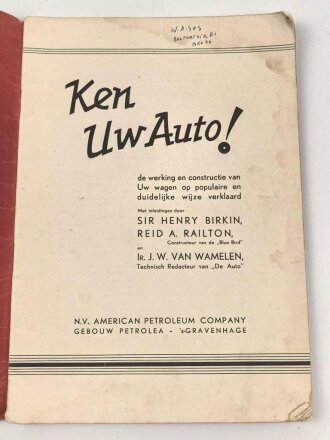 Ken
Uw Auto!
de werking en constructie van
Uw wagen op populaire en
duidelijke wijze verklaard
Met inleidingen door
SIR HENRY BIRKIN,
REID A. RAILTON,
Constructeur van de „Blue Bird"
en
IR. J. W. VAN WAMELEN,
Technisch Redacteur van „De Auto"
N.V. AMERICAN PETROLEUM COMPANY
GEBOUW PETROLEA - 'sGRAVENHAGE